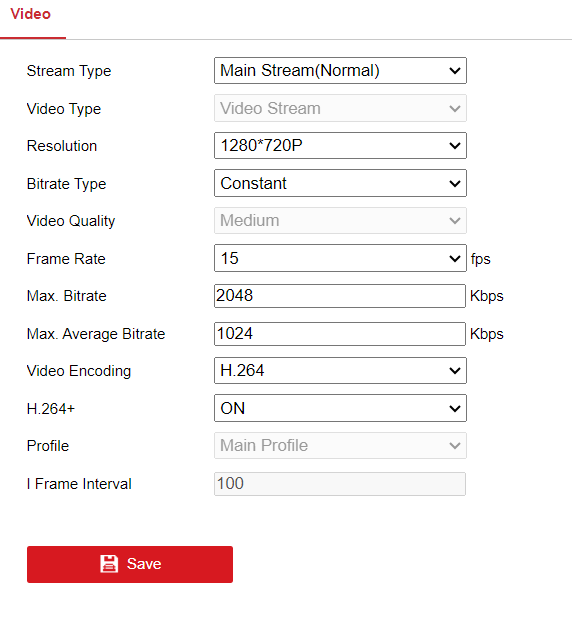 Video
Stream Type Main Stream(Normal)
Video Type Video Stream
Resolution 1280*720P
Bitrate Type Constant
Video Quality Medium
Frame Rate 15 fps
Max. Bitrate 2048 Kbps
Max. Average Bitrate 1024 Kbps
Video Encoding H.264
H.264+ ON
Profile Main Profile
I Frame Interval 100
Save